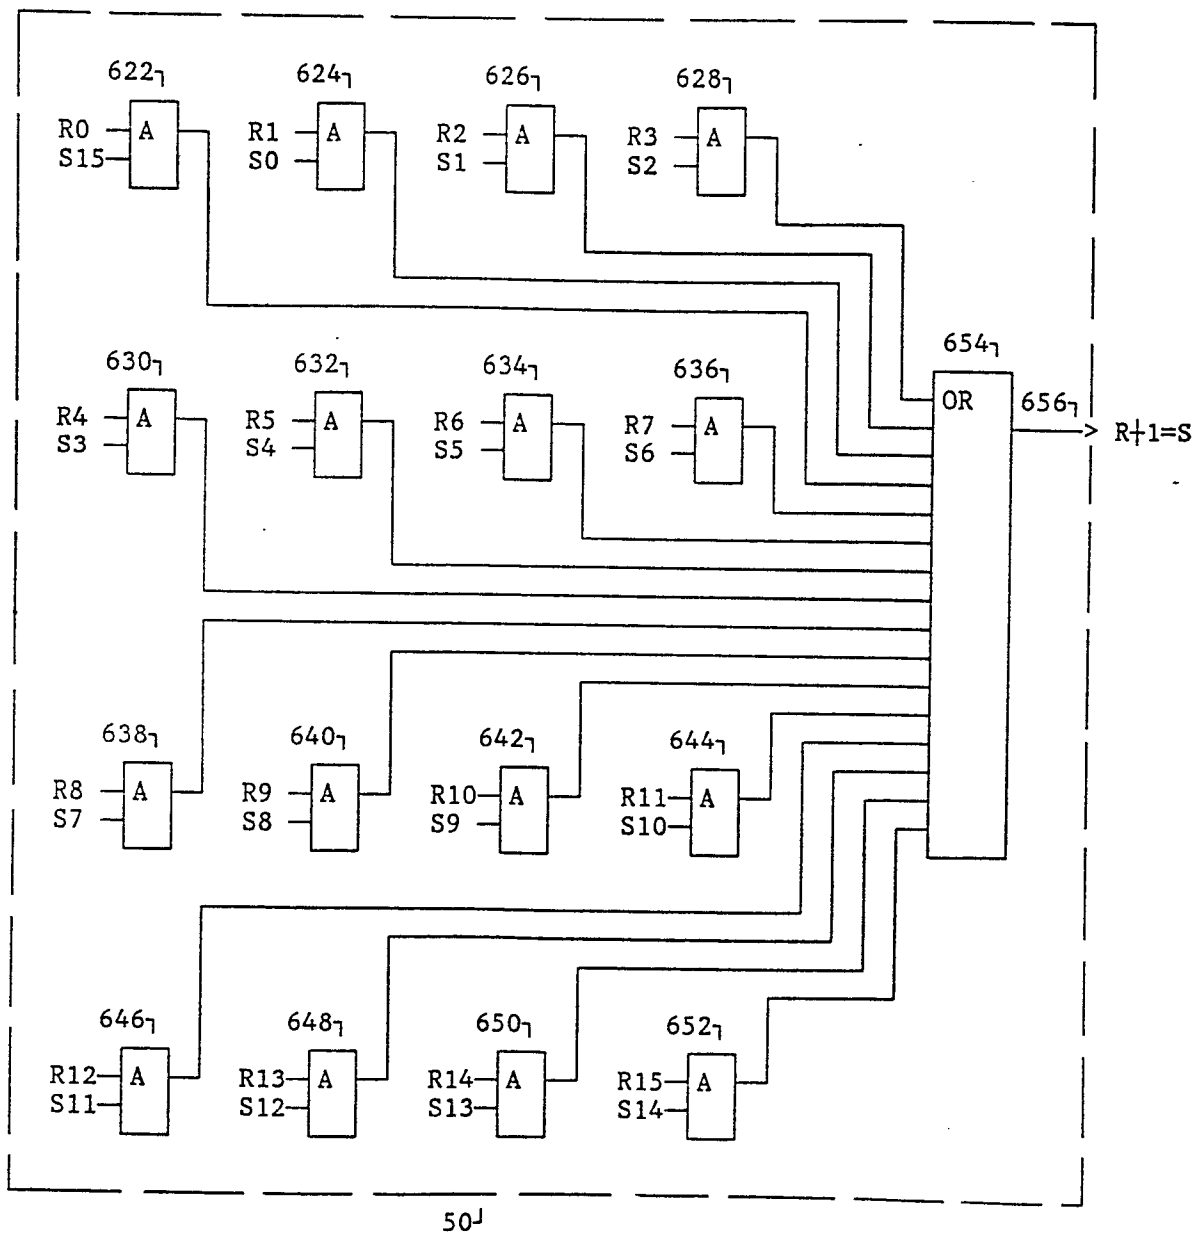 622 624 626 628
R0 A R1 A R2 A R3 A
S15 S0 S1 S2
654
630 632 634 636
OR 656
R4 A R5 A R6 A R7 A R+1=S
S3 S4 S5 S6
638 640 642 644
R8 A R9 A R10 A R11 A
S7 S8 S9 S10
646 648 650 652
R12 A R13 A R14 A R15 A
S11 S12 S13 S14
50